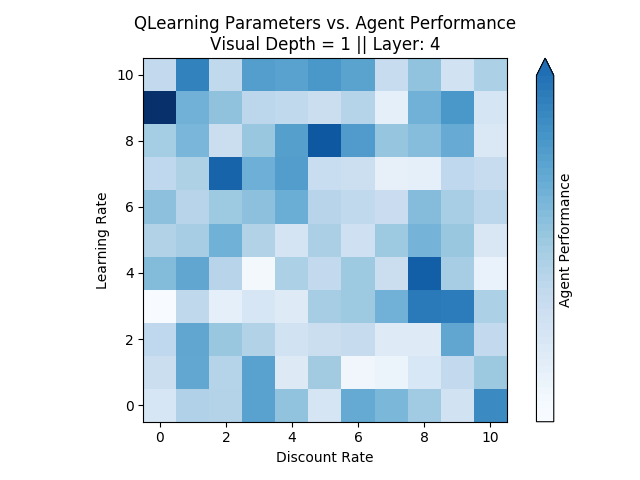 QLearning Parameters vs. Agent Performance
Visual Depth = 1 || Layer: 4
10
8
6
4
2
0
Learning Rate
0 2 4 6 8 10
Discount Rate
Agent Performance